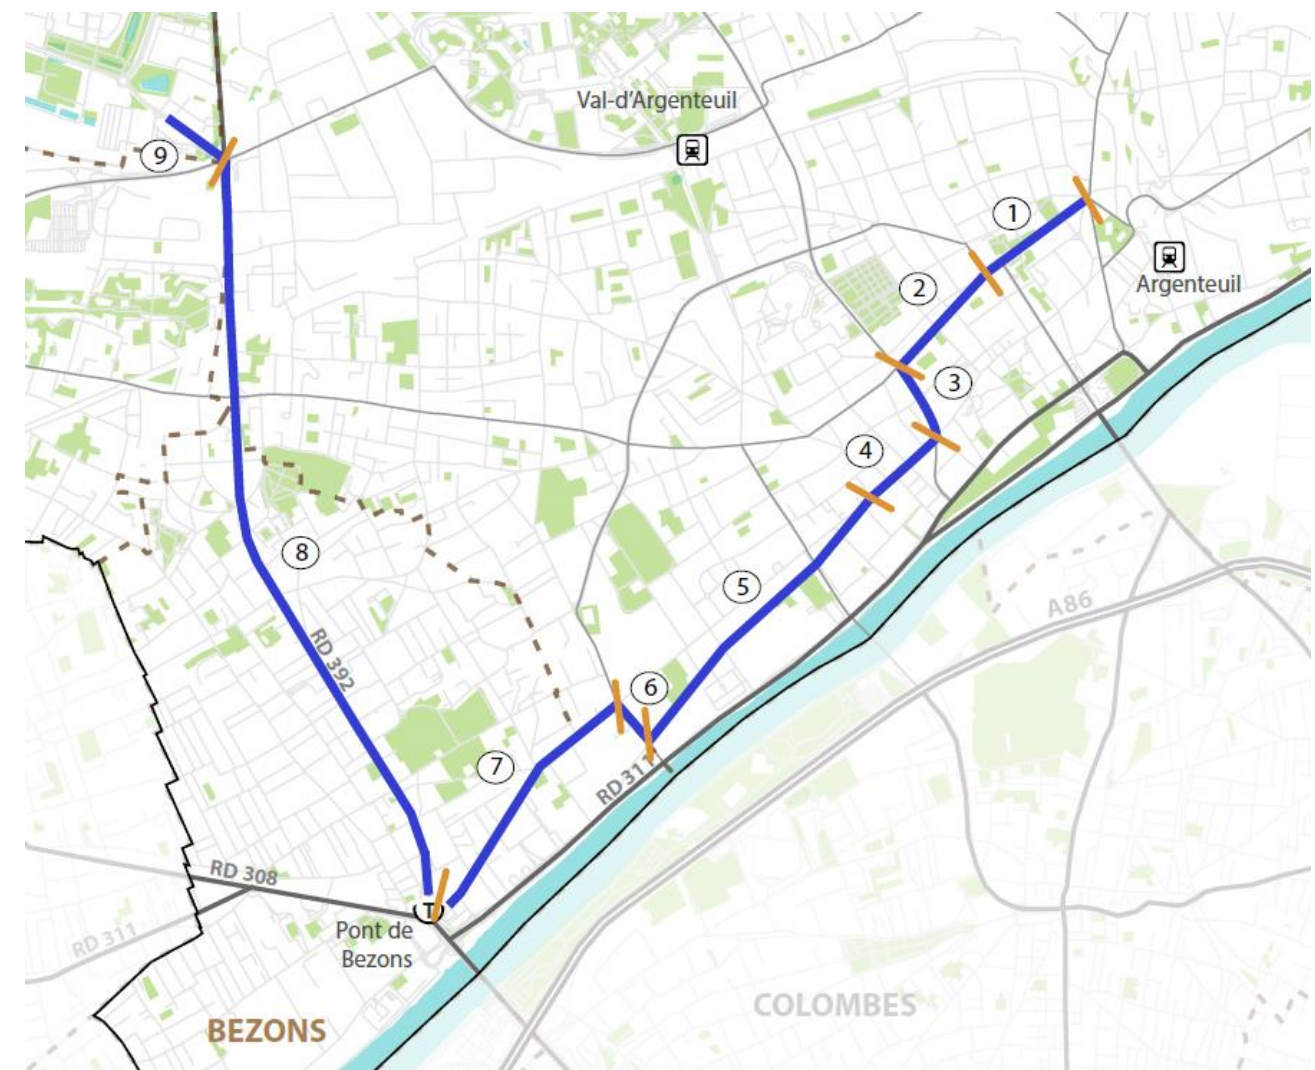 Val-d'Argenteuil
9
1
Argenteuil
2
3
4
8
5
A86
RD 392
6
7
RD 311
RD 308
T
Pont de
Bezons
RD 311
COLOMBES
BEZONS